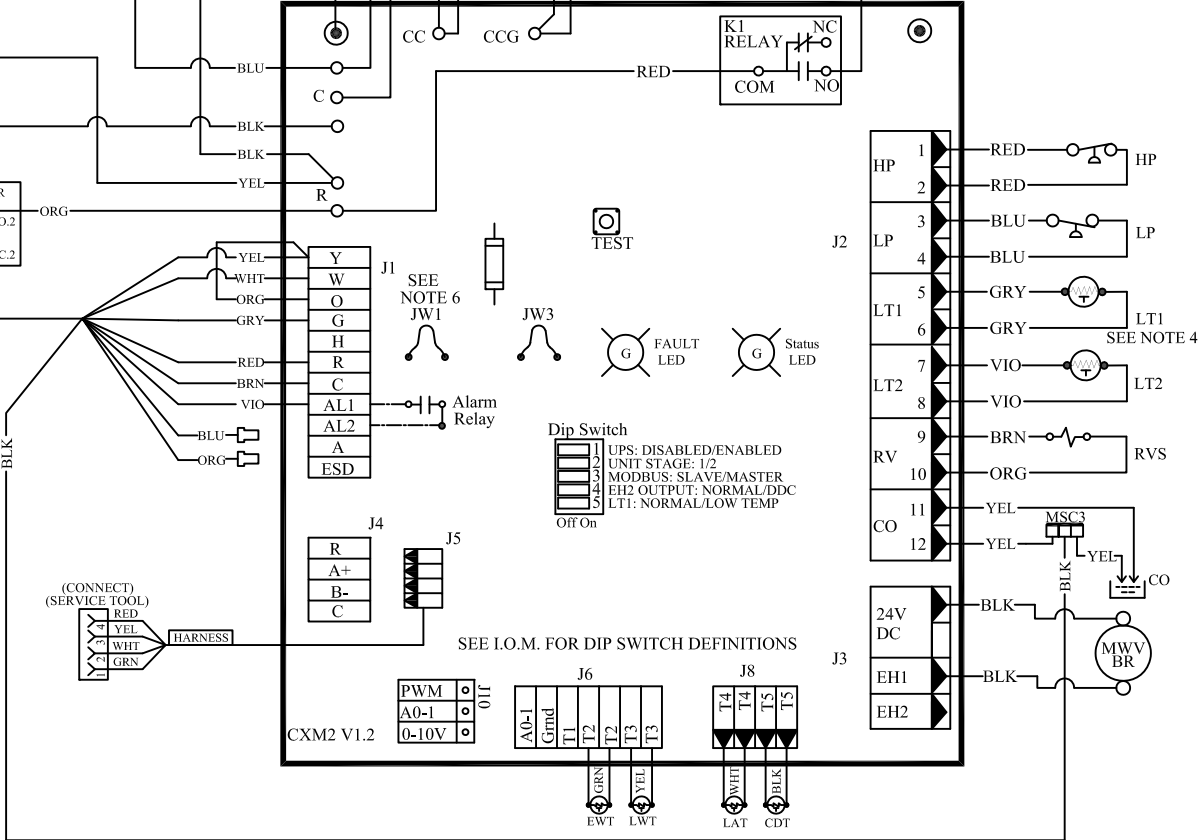 CC
CCG
K1
RELAY
NC
COM
NO
RED
BLU
C
BLK
BLK
YEL
R
ORG
R
O.2
C.2
TEST
J1
YEL
WHT
ORG
GRY
RED
BRN
VIO
BLU
ORG
Y
W
O
G
H
R
C
AL1
AL2
A
ESD
SEE
NOTE 6
JW1
JW3
G
FAULT
LED
G
Status
LED
Alarm
Relay
Dip Switch
1 UPS: DISABLED/ENABLED
2 UNIT STAGE: 1/2
3 MODBUS: SLAVE/MASTER
4 EH2 OUTPUT: NORMAL/DDC
5 LT1: NORMAL/LOW TEMP
Off On
J2
HP
1
RED
2
RED
HP
LP
3
BLU
4
BLU
LP
LT1
5
GRY
6
GRY
LT1
SEE NOTE 4
LT2
7
VIO
8
VIO
LT2
RV
9
BRN
10
ORG
RVS
CO
11
YEL
12
YEL
MSC3
YEL
BLK
CO
BLK
J4
R
A+
B-
C
J5
(CONNECT)
(SERVICE TOOL)
RED
YEL
WHT
GRN
4
3
2
1
HARNESS
SEE I.O.M. FOR DIP SWITCH DEFINITIONS
J3
24V
DC
BLK
EH1
BLK
EH2
MWV
BR
PWM
A0-1
0-10V
J10
CXM2 V1.2
J6
A0-1
Grnd
T1
T2
T2
T3
T3
GRN
YEL
EWT
LWT
J8
T4
T4
T5
T5
WHT
BLK
LAT
CDT